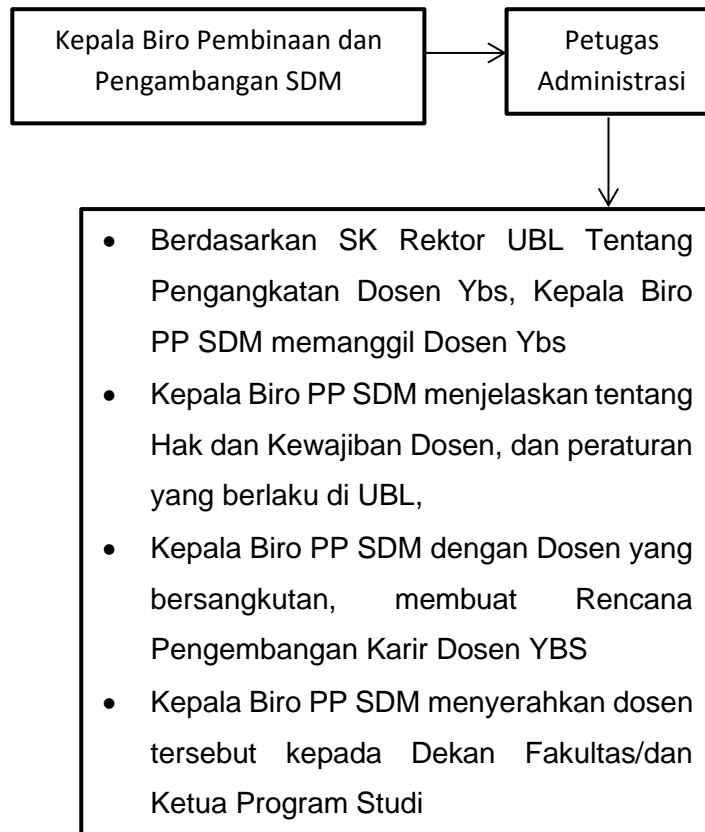 Kepala Biro Pembinaan dan
Pengambangan SDM
Petugas
Administrasi
• Berdasarkan SK Rektor UBL Tentang
Pengangkatan Dosen Ybs, Kepala Biro
PP SDM memanggil Dosen Ybs
• Kepala Biro PP SDM menjelaskan tentang
Hak dan Kewajiban Dosen, dan peraturan
yang berlaku di UBL,
• Kepala Biro PP SDM dengan Dosen yang
bersangkutan, membuat Rencana
Pengembangan Karir Dosen YBS
• Kepala Biro PP SDM menyerahkan dosen
tersebut kepada Dekan Fakultas/dan
Ketua Program Studi